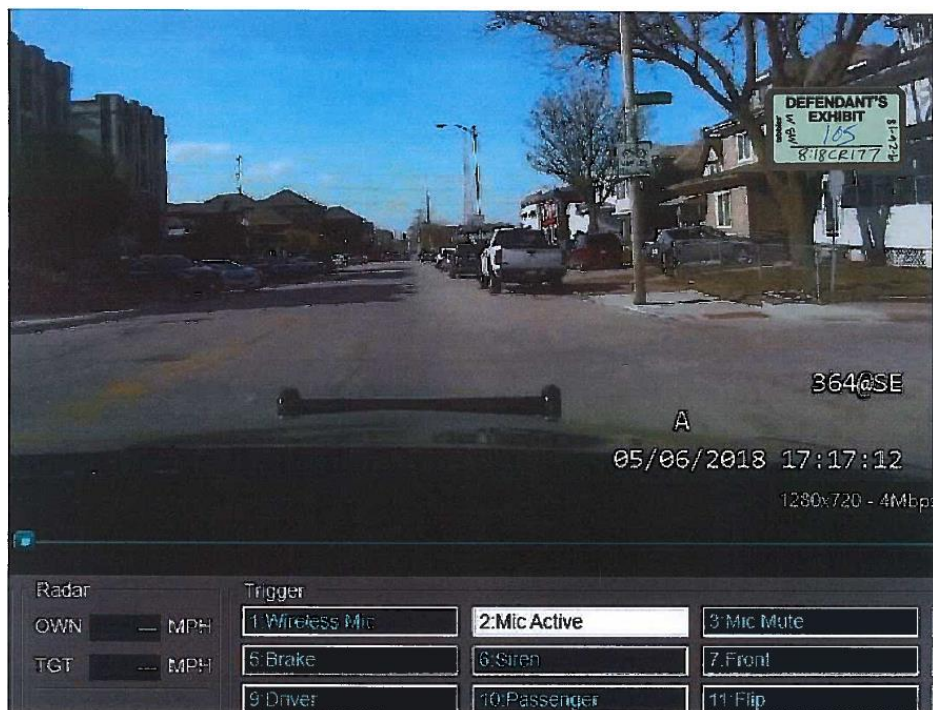 DEFENDANT'S
EXHIBIT
105
8:18CR177
364@SE
A
05/06/2018 17:17:12
1280x720 - 4Mbps
Radar
Trigger
OWN --- MPH
1:Wireless Mic
2:Mic Active
3:Mic Mute
TGT --- MPH
5:Brake
6:Siren
7:Front
9:Driver
10:Passenger
11:Flip